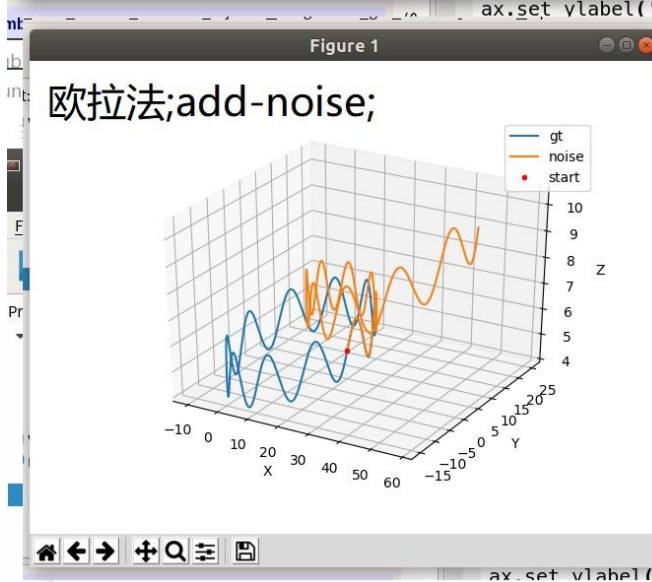 ax.set_ylabel(
Figure 1
欧拉法;add-noise;
gt
noise
start
10
9
8
7
6
5
4
Z
25
20
15
10
5
0
−5
−10
−15
Y
−10
0
10
20
30
40
50
60
X
Pr
ax.set_ylabel(